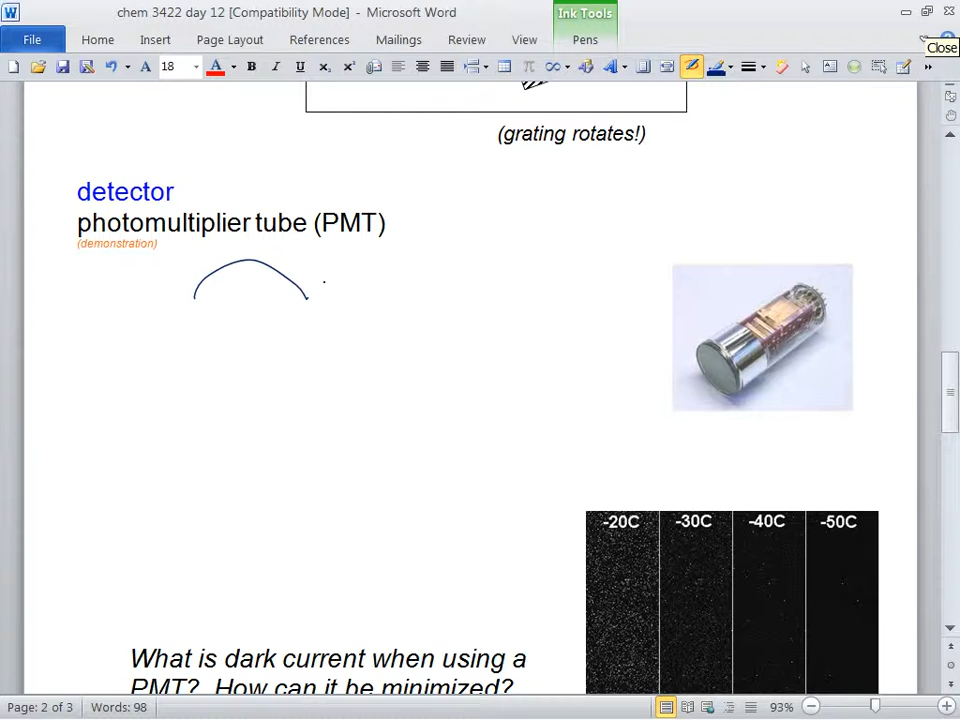 chem 3422 day 12 [Compatibility Mode] - Microsoft Word
Ink Tools
File Home Insert Page Layout References Mailings Review View Pens
Close
18
(grating rotates!)
detector
photomultiplier tube (PMT)
(demonstration)
-20C -30C -40C -50C
What is dark current when using a
PMT? How can it be minimized?
Page: 2 of 3 Words: 98 93%